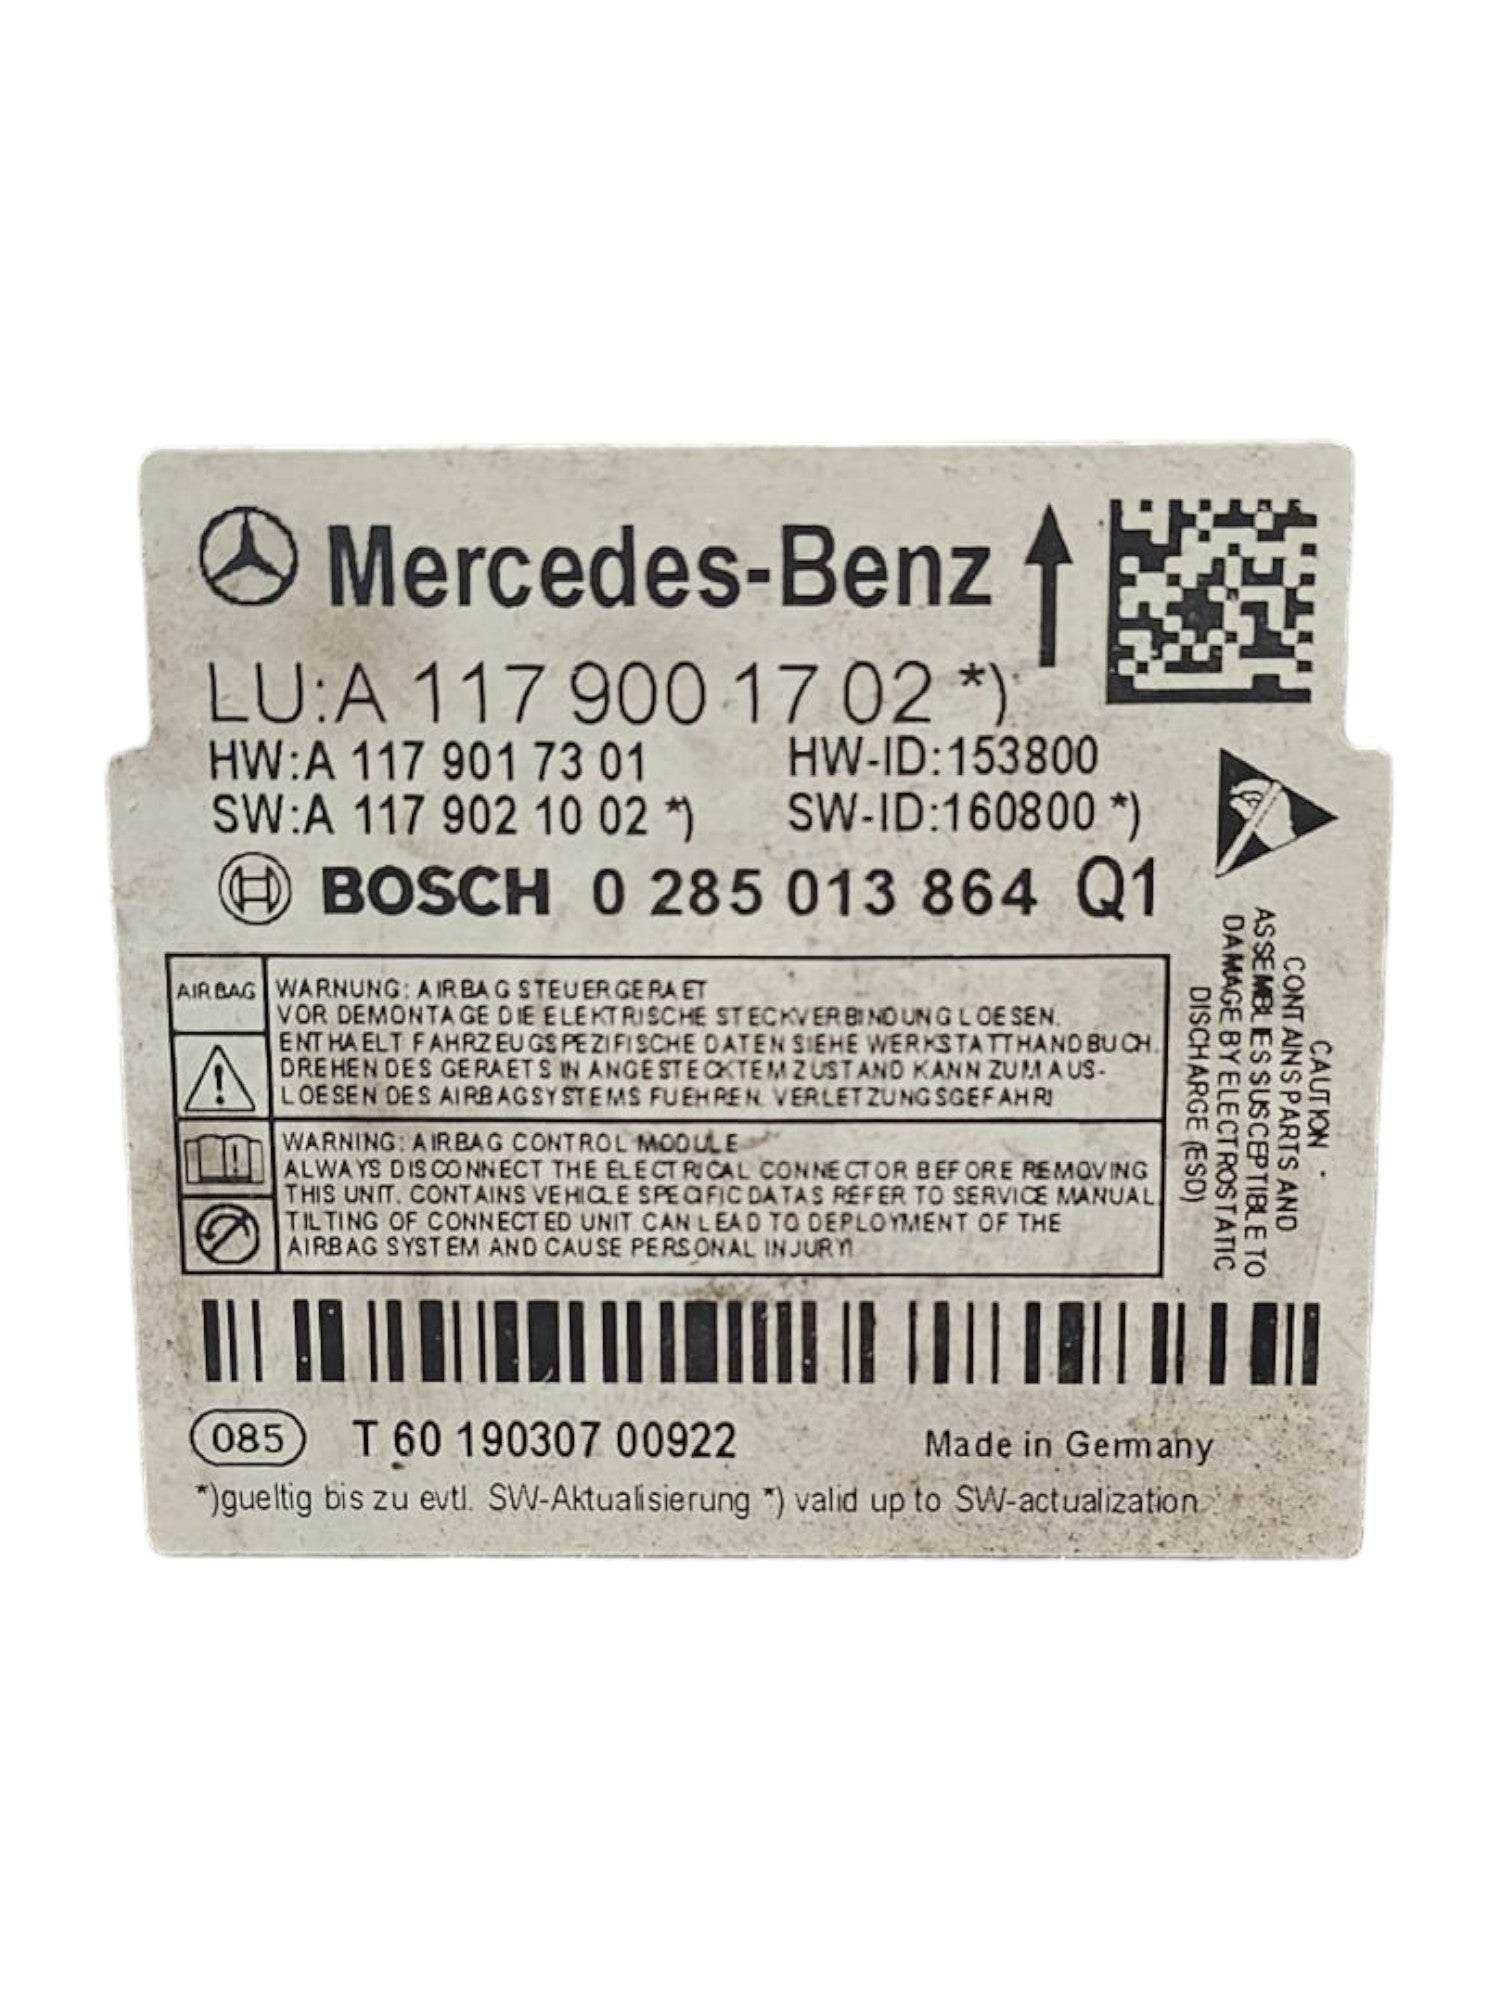 Mercedes-Benz
LU:A 117 900 17 02 *)
HW:A 117 901 73 01 HW-ID:153800
SW:A 117 902 10 02 *) SW-ID:160800 *)
BOSCH 0 285 013 864 Q1
AIRBAG
WARNUNG: AIRBAG STEUERGERAET
VOR DEMONTAGE DIE ELEKTRISCHE STECKVERBINDUNG LOESEN.
ENTHAELT FAHRZEUGSPEZIFISCHE DATEN SIEHE WERKSTATTHANDBUCH.
DREHEN DES GERAETS IN ANGESTECKTEM ZUSTAND KANN ZUM AUS-
LOESEN DES AIRBAGSYSTEMS FUEHREN. VERLETZUNGSGEFAHR!
WARNING: AIRBAG CONTROL MODULE
ALWAYS DISCONNECT THE ELECTRICAL CONNECTOR BEFORE REMOVING
THIS UNIT. CONTAINS VEHICLE SPECIFIC DATAS REFER TO SERVICE MANUAL.
TILTING OF CONNECTED UNIT CAN LEAD TO DEPLOYMENT OF THE
AIRBAG SYSTEM AND CAUSE PERSONAL INJURY!
CAUTION
CONTAINS PARTS AND
ASSEMBLIES SUSCEPTIBLE TO
DAMAGE BY ELECTROSTATIC
DISCHARGE (ESD)
085 T 60 190307 00922 Made in Germany
*)gueltig bis zu evtl. SW-Aktualisierung *) valid up to SW-actualization